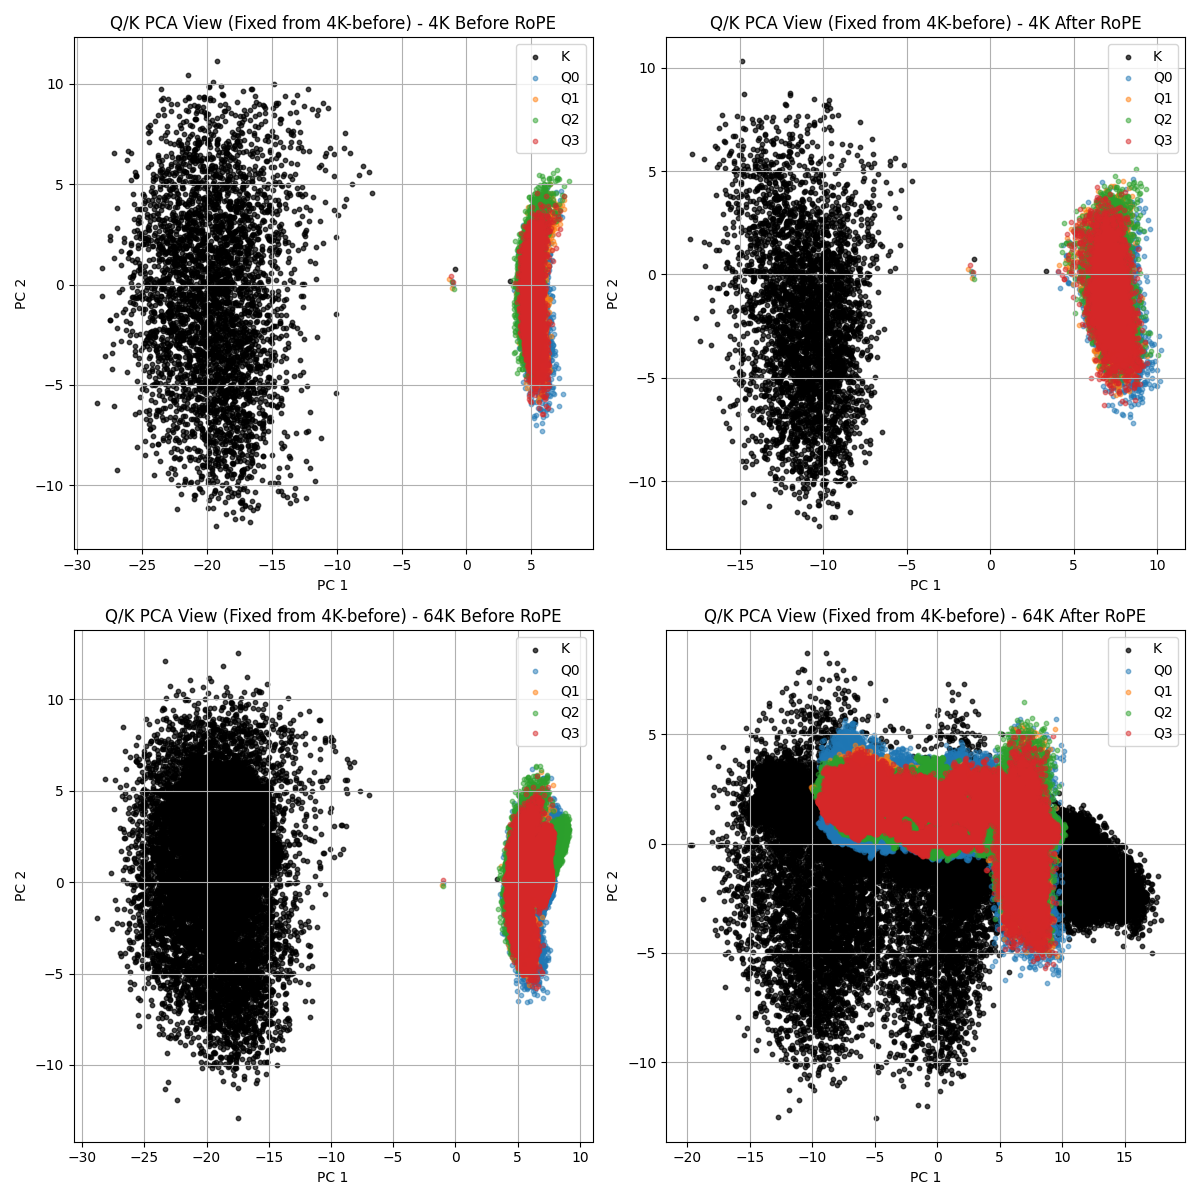 Q/K PCA View (Fixed from 4K-before) - 4K Before RoPE
10
5
0
−5
−10
PC 2
−30 −25 −20 −15 −10 −5 0 5
PC 1
K
Q0
Q1
Q2
Q3
Q/K PCA View (Fixed from 4K-before) - 4K After RoPE
10
5
0
−5
−10
PC 2
−15 −10 −5 0 5 10
PC 1
K
Q0
Q1
Q2
Q3
Q/K PCA View (Fixed from 4K-before) - 64K Before RoPE
10
5
0
−5
−10
PC 2
−30 −25 −20 −15 −10 −5 0 5 10
PC 1
K
Q0
Q1
Q2
Q3
Q/K PCA View (Fixed from 4K-before) - 64K After RoPE
5
0
−5
−10
PC 2
−20 −15 −10 −5 0 5 10 15
PC 1
K
Q0
Q1
Q2
Q3